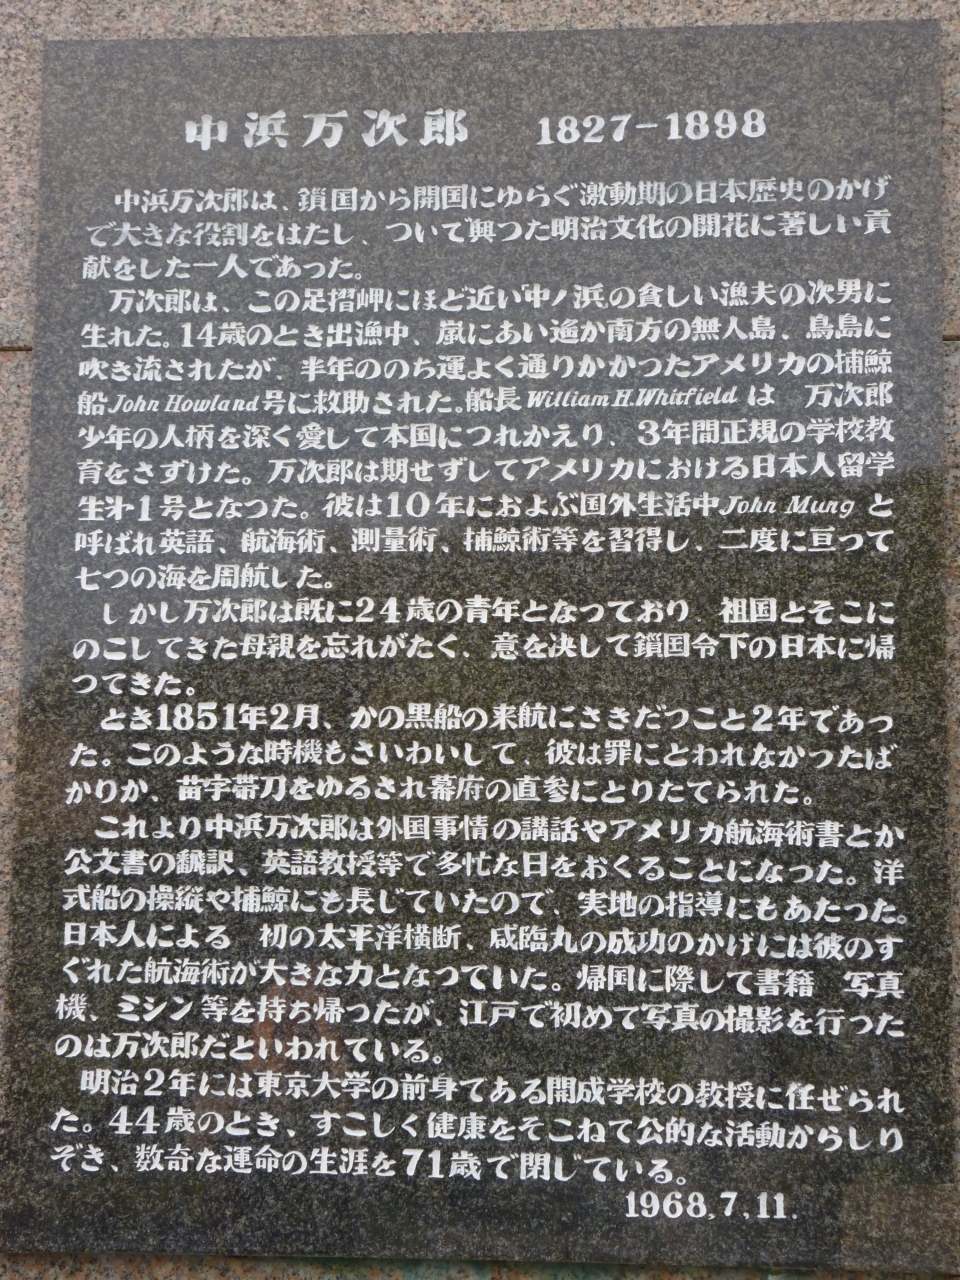 中浜万次郎　1827-1898
中浜万次郎は、鎖国から開国にゆらぐ激動期の日本歴史のかげ
で大きな役割をはたし、ついで興つた明治文化の開花に著しい貢
献をした一人であった。
万次郎は、この足摺岬にほど近い中ノ浜の貧しい漁夫の次男に
生れた。14歳のとき出漁中、嵐にあい遙か南方の無人島、鳥島に
吹き流されたが、半年ののち運よく通りかかつたアメリカの捕鯨
船John Howland号に救助された。船長William H.Whitfieldは　万次郎
少年の人柄を深く愛して本国につれかえり、3年間正規の学校教
育をさずけた。万次郎は期せずしてアメリカにおける日本人留学
生㐧1号となつた。彼は10年におよぶ国外生活中John Mungと
呼ばれ英語、航海術、測量術、捕鯨術等を習得し、二度に亘って
七つの海を周航した。
しかし万次郎は既に24歳の青年となつており、祖国とそこに
のこしてきた母親を忘れがたく、意を決して鎖国令下の日本に帰
つてきた。
とき1851年2月、かの黒船の来航にさきだつこと2年であっ
た。このような時機もさいわいして、彼は罪にとわれなかつたば
かりか、苗字帯刀をゆるされ幕府の直参にとりたてられた。
これより中浜万次郎は外国事情の講話やアメリカ航海術書とか
公文書の飜訳、英語教授等で多忙な日をおくることになつた。洋
式船の操縦や捕鯨にも長じていたので、実地の指導にもあたつた。
日本人による　初の太平洋横断、咸臨丸の成功のかげには彼のす
ぐれた航海術が大きな力となつていた。帰国に際して書籍　写真
機、ミシン等を持ち帰つたが、江戸で初めて写真の撮影を行つた
のは万次郎だといわれている。
明治2年には東京大学の前身てある開成学校の教授に任ぜられ
た。44歳のとき、すこしく健康をそこねて公的な活動からしり
ぞき、数奇な運命の生涯を71歳で閉じている。
1968,7,11.